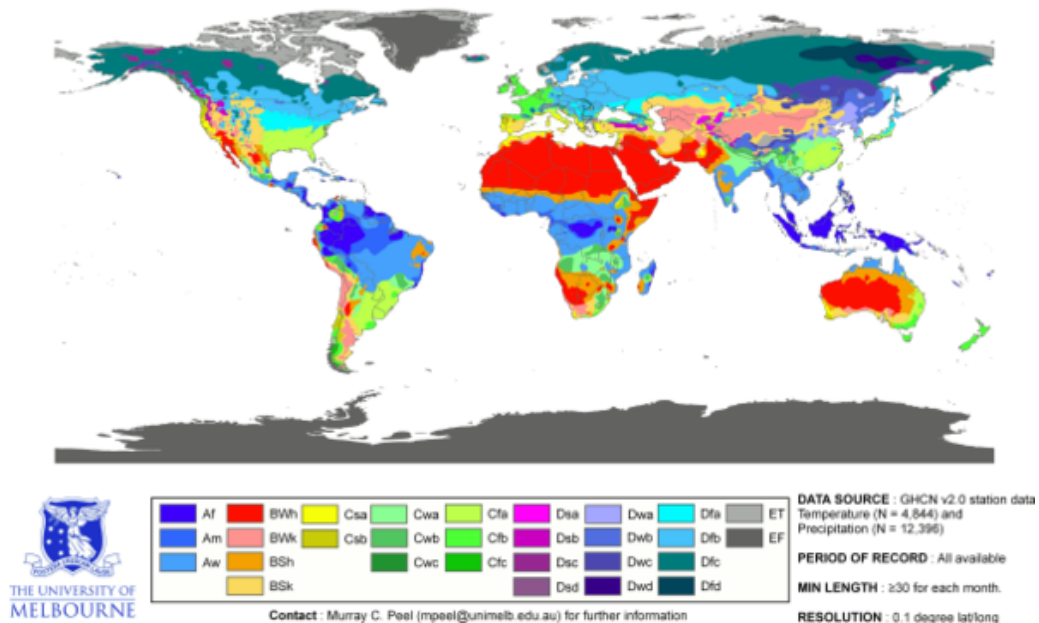 Af BWh Csa Cwa Cfa Dsa Dwa Dfa ET
Am BWk Csb Cwb Cfb Dsb Dwb Dfb EF
Aw BSh Cwc Cfc Dsc Dwc Dfc
BSk Dsd Dwd Dfd
DATA SOURCE : GHCN v2.0 station data
Temperature (N = 4,844) and
Precipitation (N = 12,396)
PERIOD OF RECORD : All available
MIN LENGTH : ≥30 for each month.
RESOLUTION : 0.1 degree lat/long
Contact : Murray C. Peel (mpeel@unimelb.edu.au) for further information
THE UNIVERSITY OF
MELBOURNE